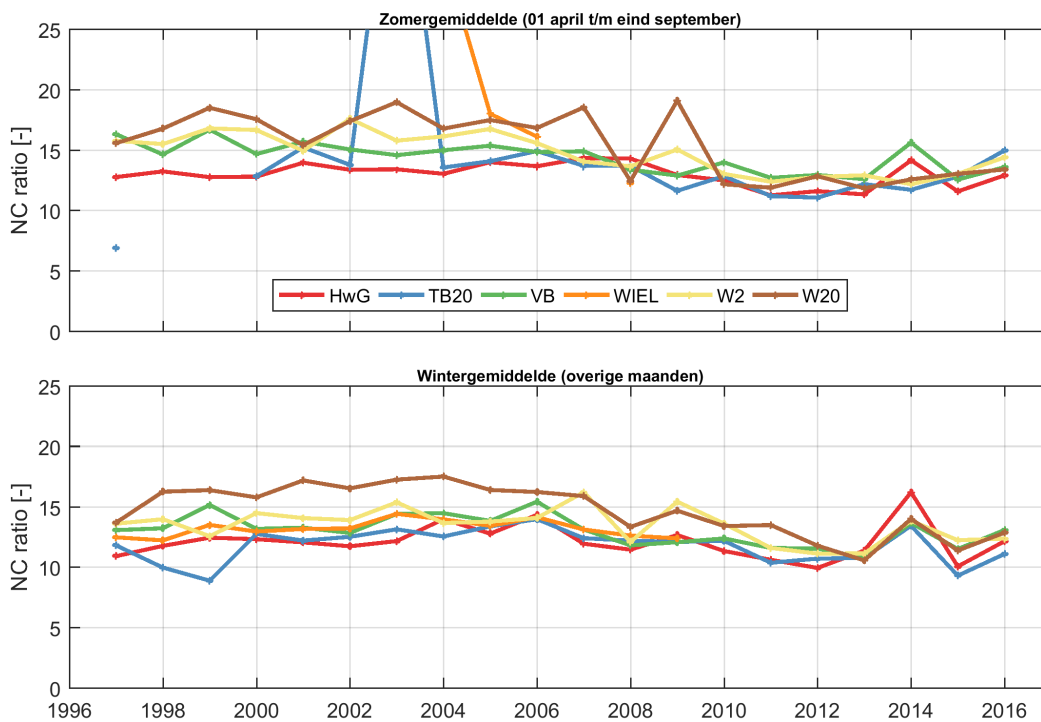 Zomergemiddelde (01 april t/m eind september)
25
20
15
10
5
0
NC ratio [-]
HwG TB20 VB WIEL W2 W20
Wintergemiddelde (overige maanden)
25
20
15
10
5
0
NC ratio [-]
1996 1998 2000 2002 2004 2006 2008 2010 2012 2014 2016